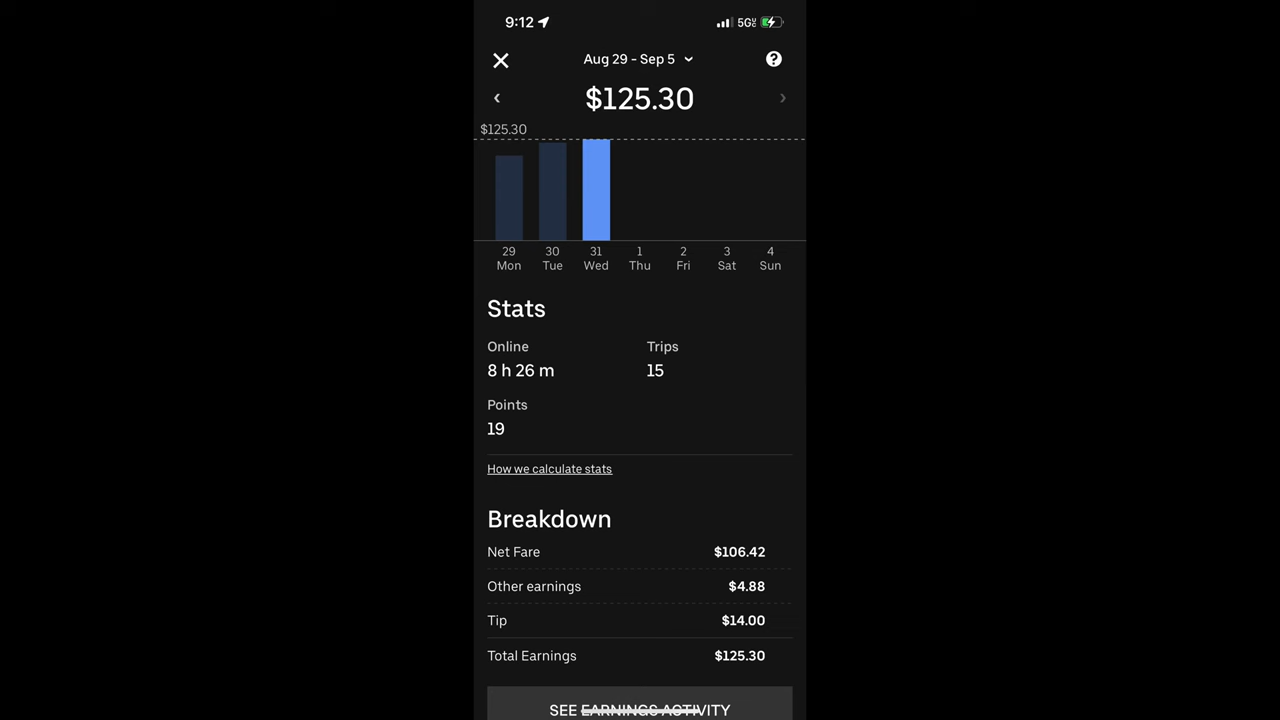 9:12 5G
Aug 29 - Sep 5
$125.30
$125.30
29 30 31 1 2 3 4
Mon Tue Wed Thu Fri Sat Sun
Stats
Online Trips
8 h 26 m 15
Points
19
How we calculate stats
Breakdown
Net Fare $106.42
Other earnings $4.88
Tip $14.00
Total Earnings $125.30
SEE EARNINGS ACTIVITY